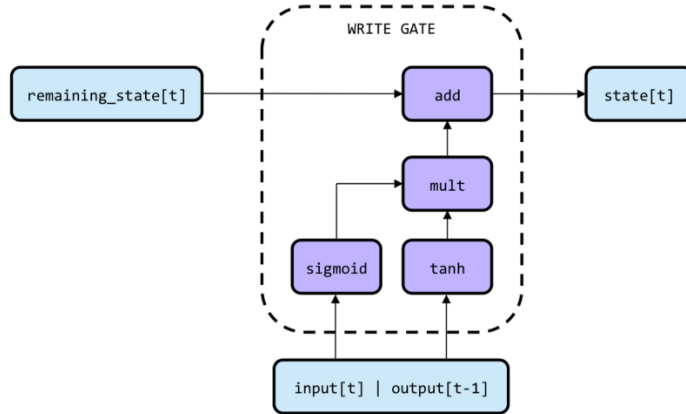 WRITE GATE
remaining_state[t]
add
state[t]
mult
sigmoid
tanh
input[t] | output[t-1]